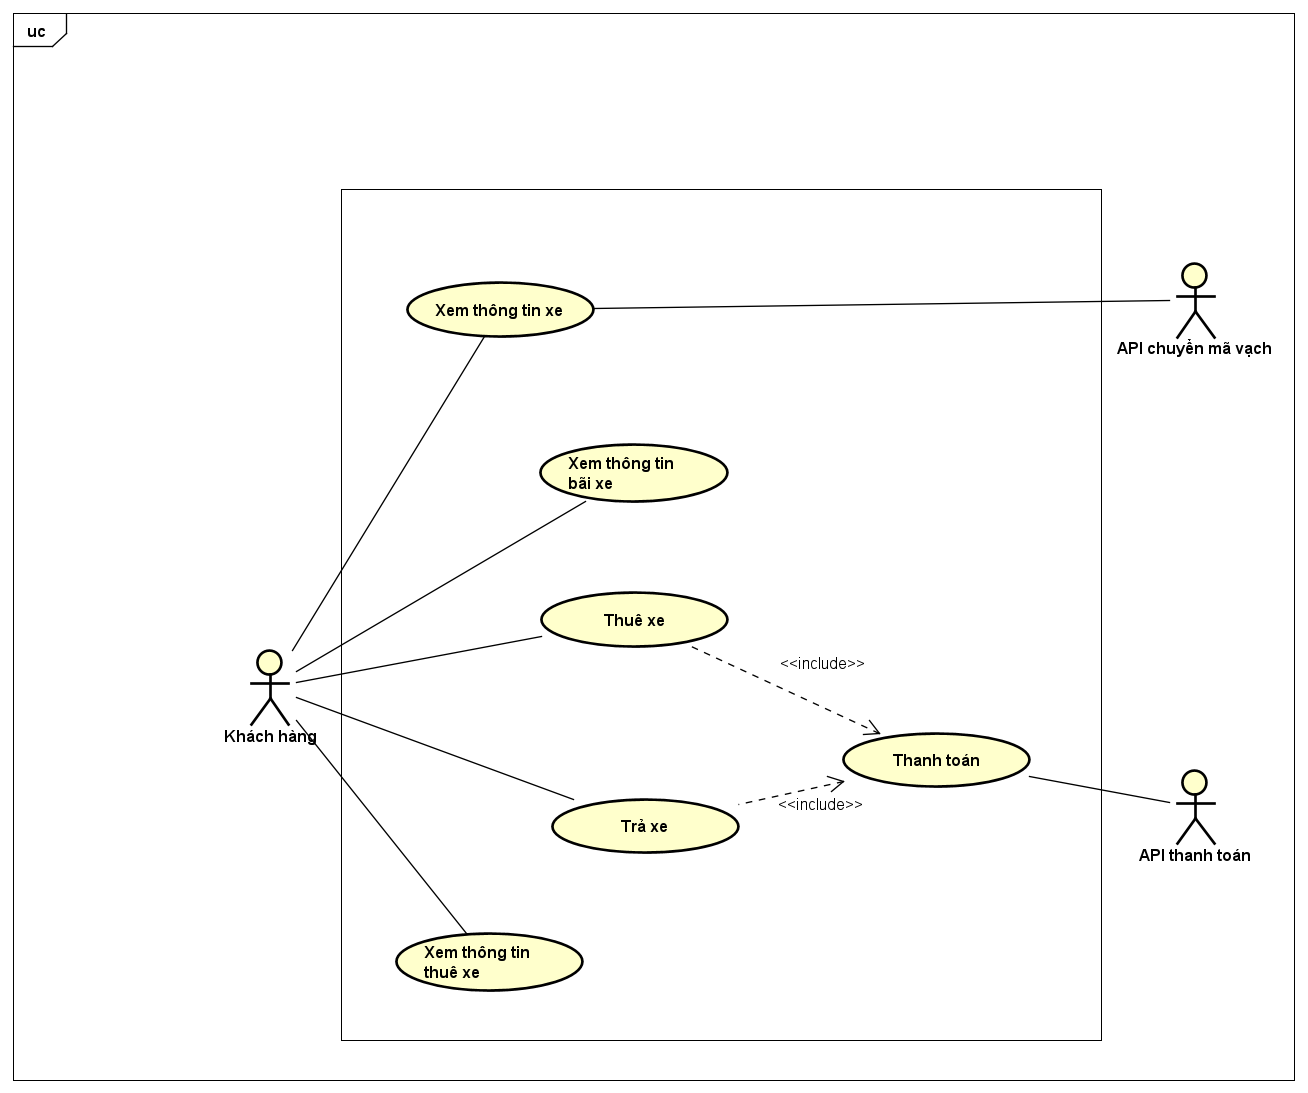 uc
Xem thông tin xe
API chuyển mã vạch
Xem thông tin
bãi xe
Thuê xe
<<include>>
Khách hàng
Thanh toán
<<include>>
Trả xe
API thanh toán
Xem thông tin
thuê xe